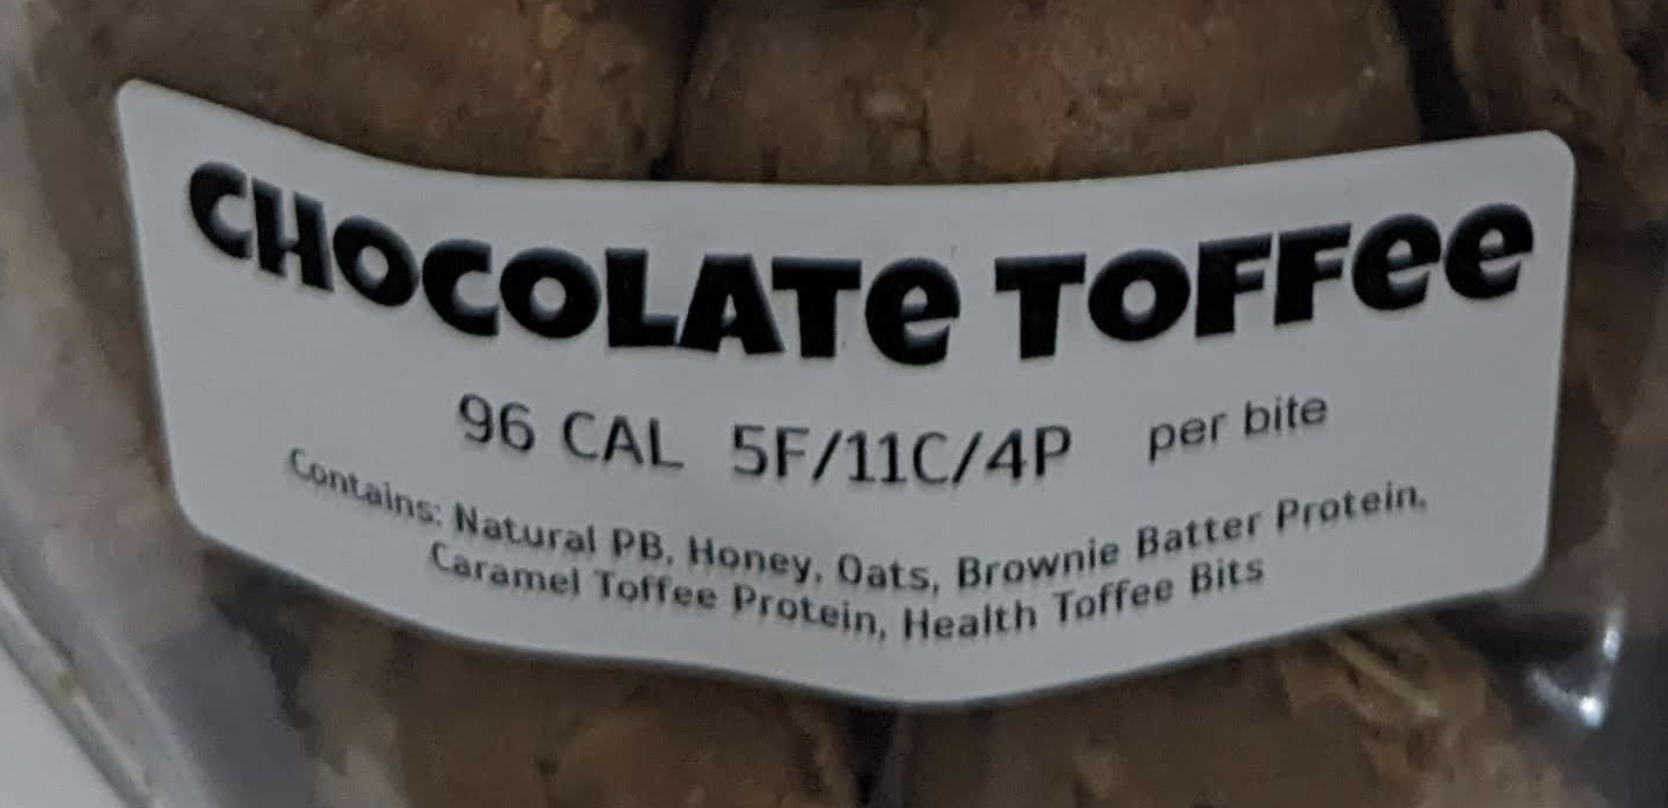 CHOCOLATe TOFFee
96 CAL 5F/11C/4P per bite
Contains: Natural PB, Honey, Oats, Brownie Batter Protein,
Caramel Toffee Protein, Health Toffee Bits